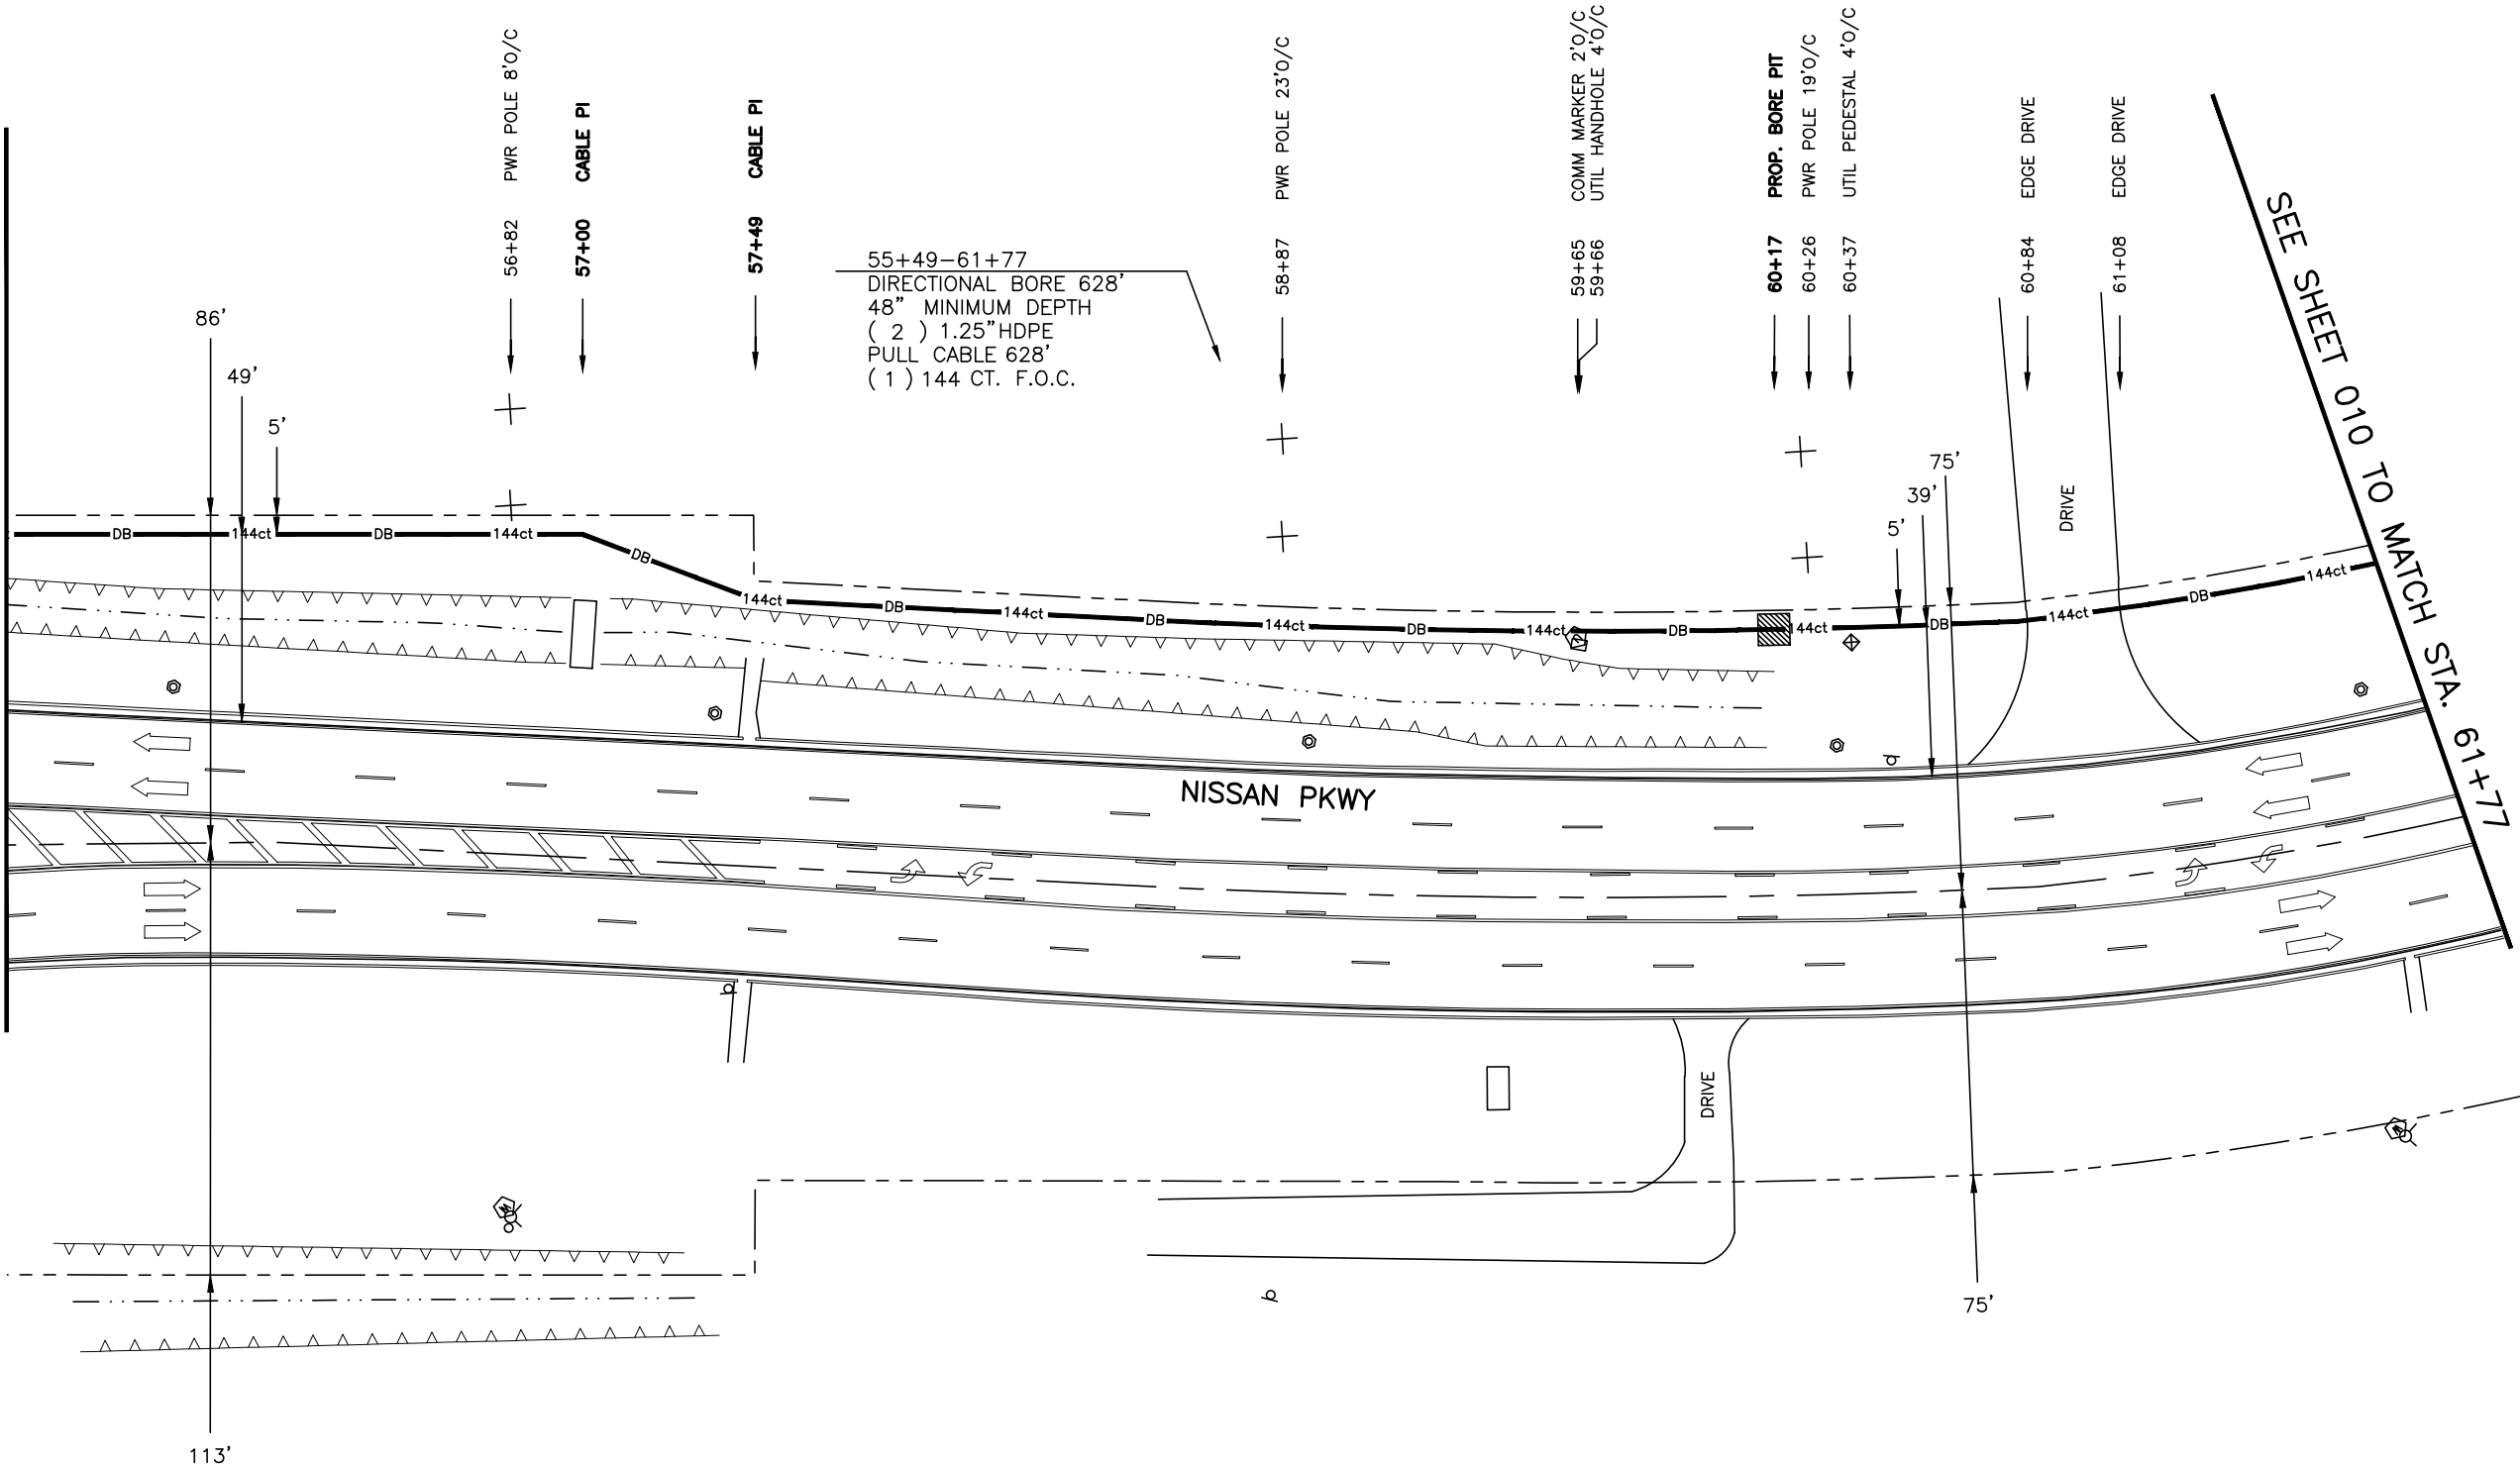 56+82 PWR POLE 8'O/C
57+00 CABLE PI
57+49 CABLE PI
58+87 PWR POLE 23'O/C
59+65 COMM MARKER 2'O/C
59+66 UTIL HANDHOLE 4'O/C
60+17 PROP. BORE PIT
60+26 PWR POLE 19'O/C
60+37 UTIL PEDESTAL 4'O/C
60+84 EDGE DRIVE
61+08 EDGE DRIVE
SEE SHEET 010 TO MATCH STA. 61+77
55+49-61+77
DIRECTIONAL BORE 628'
48" MINIMUM DEPTH
( 2 ) 1.25"HDPE
PULL CABLE 628'
( 1 ) 144 CT. F.O.C.
86'
49'
5'
75'
39'
5'
DRIVE
DB 144ct DB 144ct DB 144ct DB 144ct DB 144ct DB 144ct DB 144ct DB 144ct DB 144ct
NISSAN PKWY
DRIVE
75'
113'